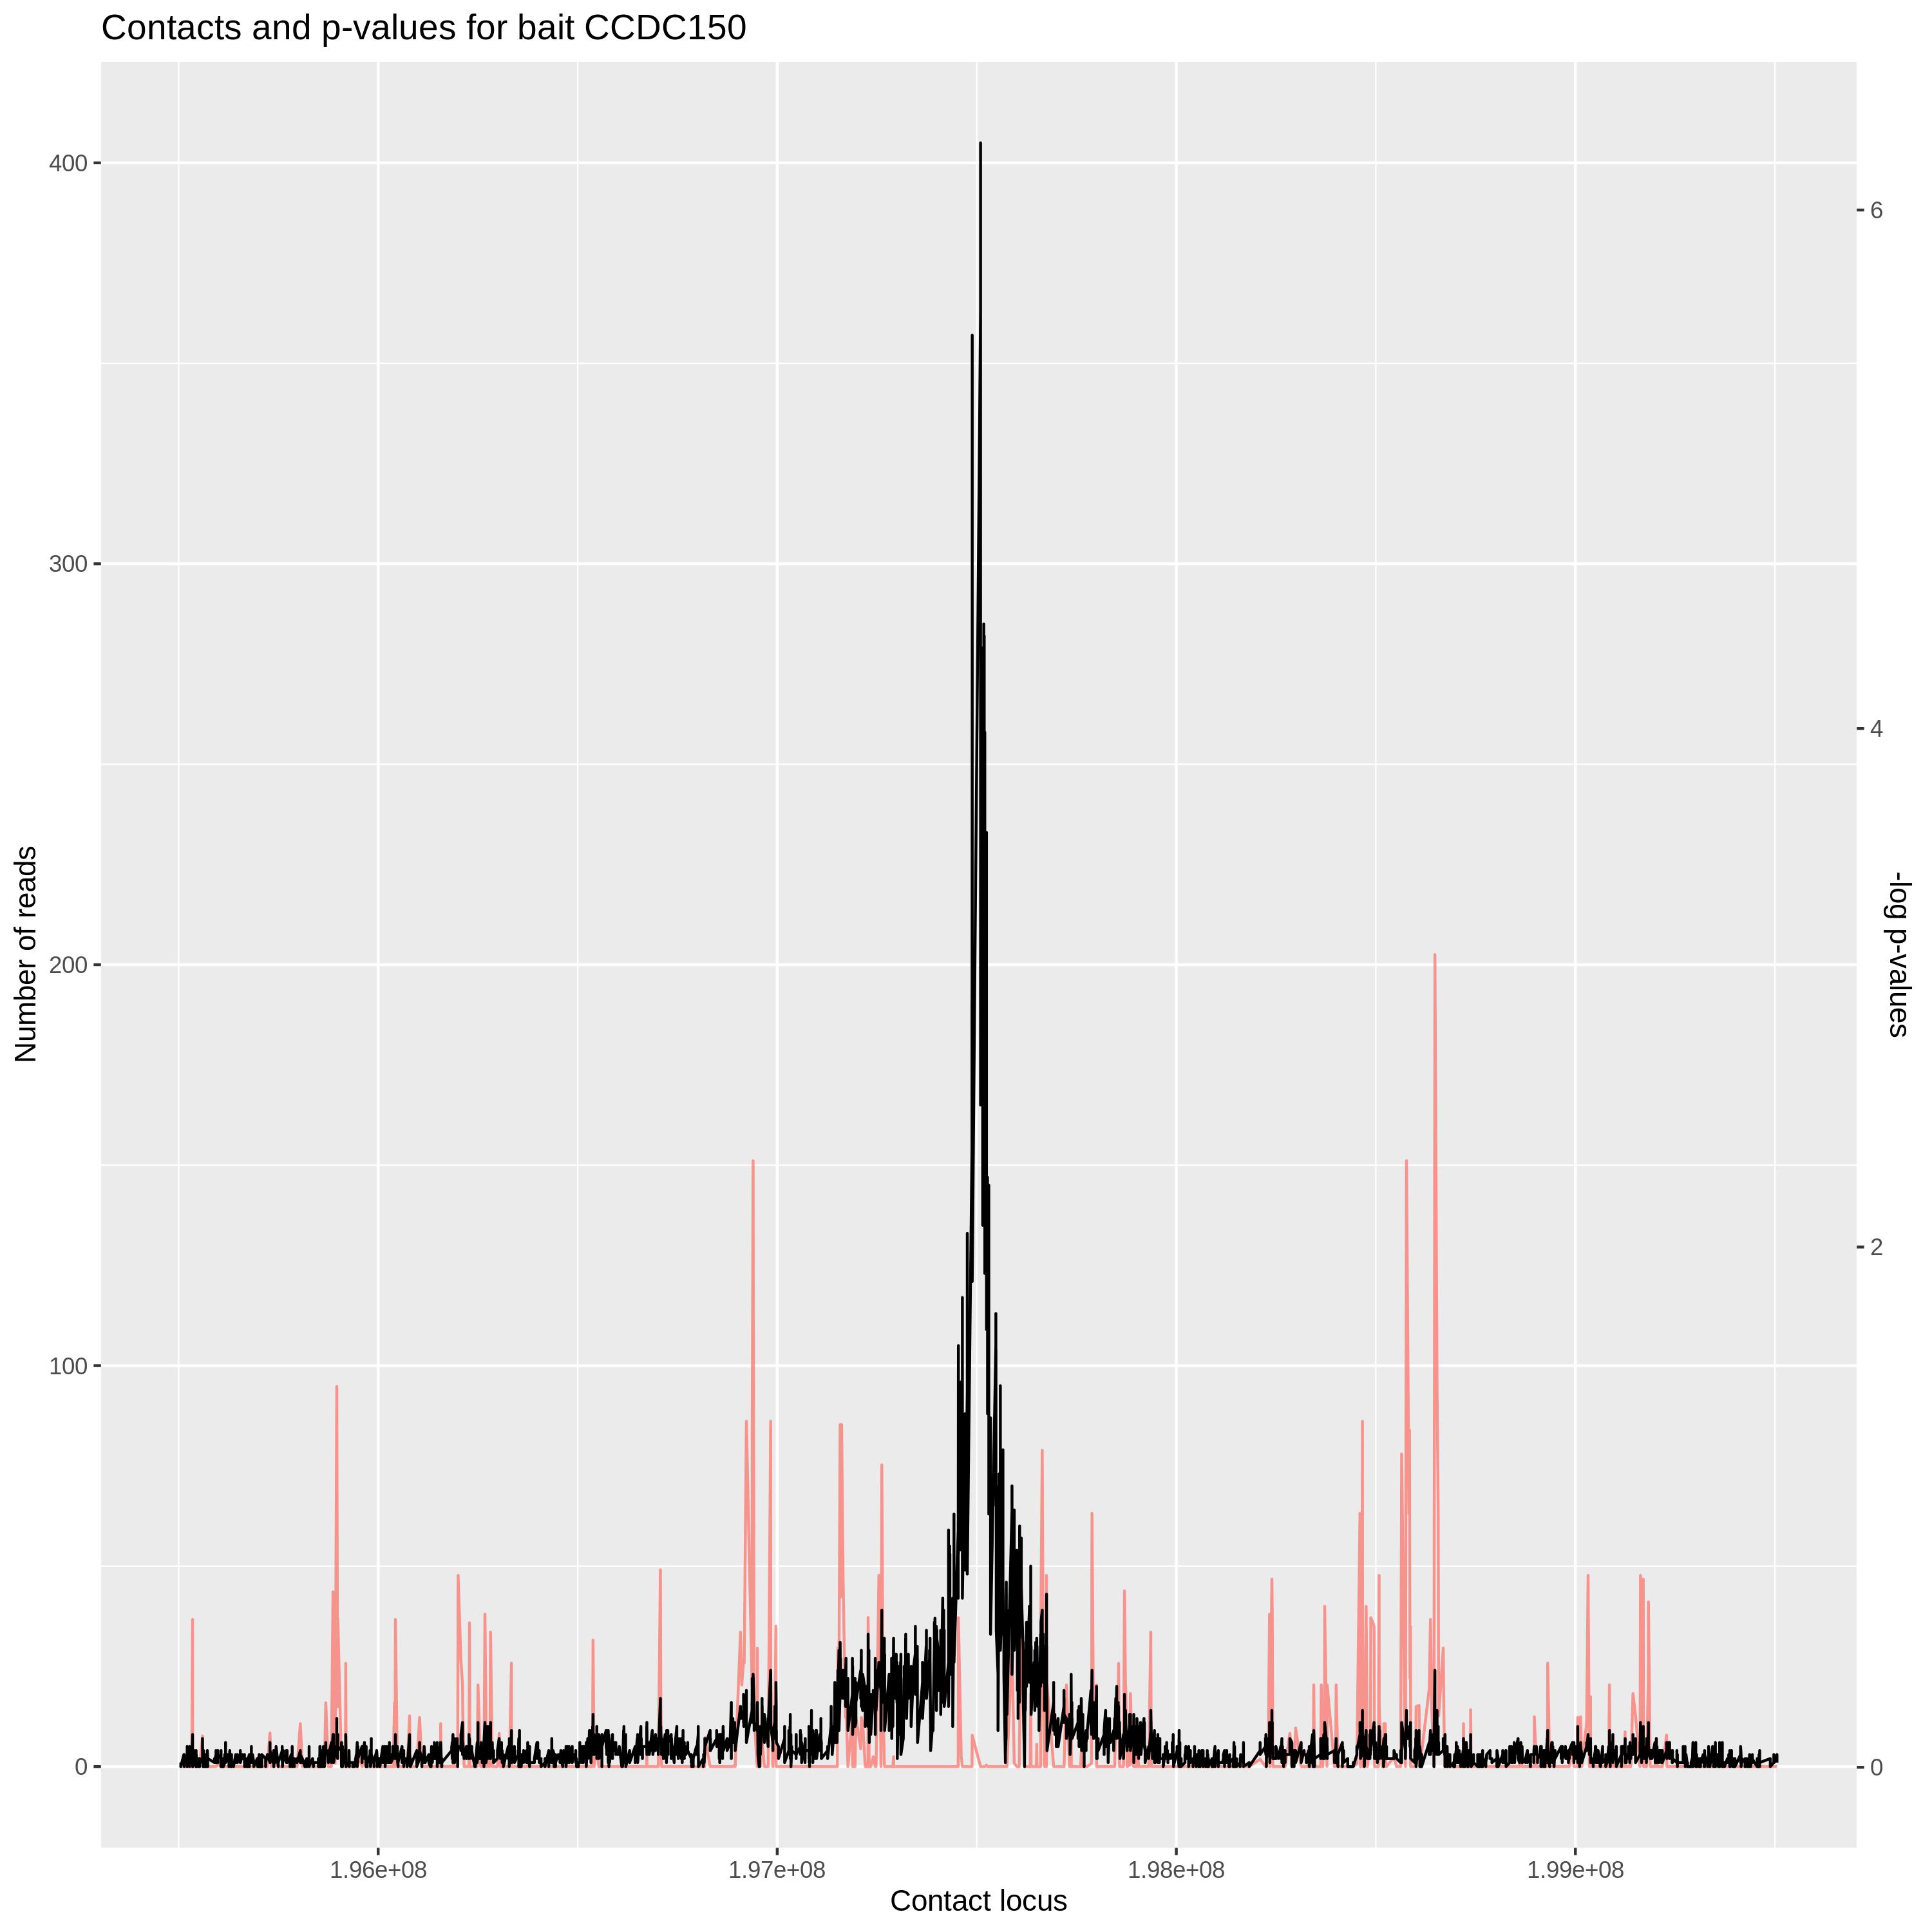 Contacts and p-values for bait CCDC150
400
300
200
100
0
6
4
2
0
Number of reads
-log p-values
1.96e+08 1.97e+08 1.98e+08 1.99e+08
Contact locus